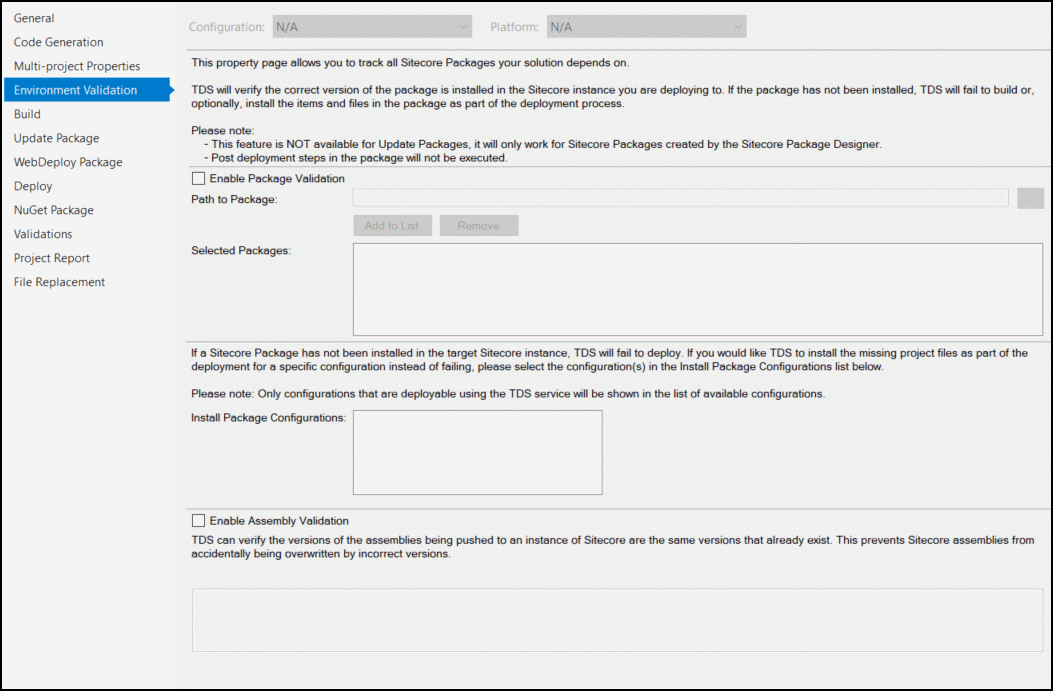 General
Code Generation
Multi-project Properties
Environment Validation
Build
Update Package
WebDeploy Package
Deploy
NuGet Package
Validations
Project Report
File Replacement
Configuration: N/A Platform: N/A
This property page allows you to track all Sitecore Packages your solution depends on.
TDS will verify the correct version of the package is installed in the Sitecore instance you are deploying to. If the package has not been installed, TDS will fail to build or,
optionally, install the items and files in the package as part of the deployment process.
Please note:
- This feature is NOT available for Update Packages, it will only work for Sitecore Packages created by the Sitecore Package Designer.
- Post deployment steps in the package will not be executed.
Enable Package Validation
Path to Package: ...
Add to List Remove
Selected Packages:
If a Sitecore Package has not been installed in the target Sitecore instance, TDS will fail to deploy. If you would like TDS to install the missing project files as part of the
deployment for a specific configuration instead of failing, please select the configuration(s) in the Install Package Configurations list below.
Please note: Only configurations that are deployable using the TDS service will be shown in the list of available configurations.
Install Package Configurations:
Enable Assembly Validation
TDS can verify the versions of the assemblies being pushed to an instance of Sitecore are the same versions that already exist. This prevents Sitecore assemblies from
accidentally being overwritten by incorrect versions.